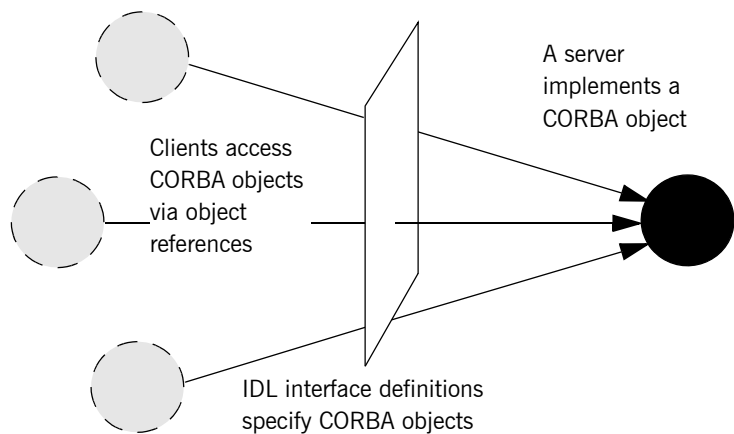 A server
implements a
CORBA object
Clients access
CORBA objects
via object
references
IDL interface definitions
specify CORBA objects